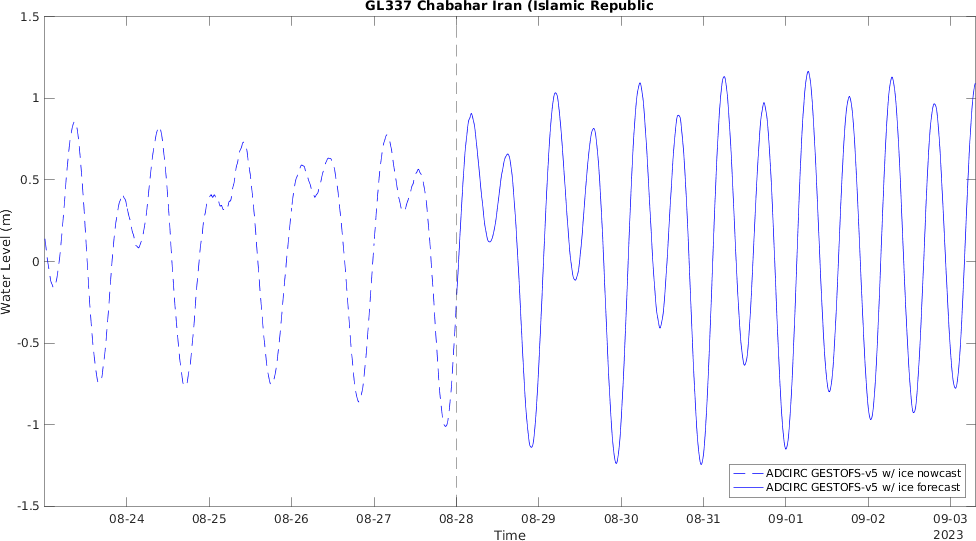 GL337 Chabahar Iran (Islamic Republic
1.5
1
0.5
0
-0.5
-1
-1.5
Water Level (m)
ADCIRC GESTOFS-v5 w/ ice nowcast
ADCIRC GESTOFS-v5 w/ ice forecast
08-24 08-25 08-26 08-27 08-28 08-29 08-30 08-31 09-01 09-02 09-03
2023
Time